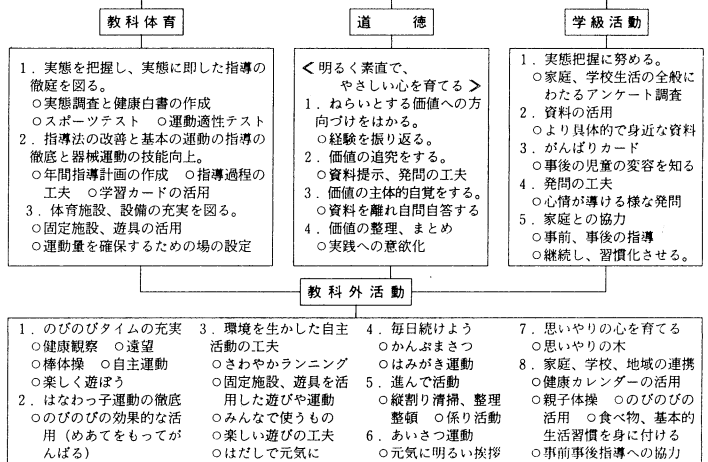 教科体育
1．実態を把握し、実態に即した指導の
徹底を図る。
○実態調査と健康白書の作成
○スポーツテスト ○運動適性テスト
2．指導法の改善と基本の運動の指導の
徹底と器械運動の技能向上。
○年間指導計画の作成 ○指導過程の
工夫 ○学習カードの活用
3．体育施設、設備の充実を図る。
○固定施設、遊具の活用
○運動量を確保するための場の設定
道徳
＜明るく素直で、
やさしい心を育てる＞
1．ねらいとする価値への方
向づけをはかる。
○経験を振り返る。
2．価値の追究をする。
○資料提示、発問の工夫
3．価値の主体的自覚をする。
○資料を離れ自問自答する
4．価値の整理、まとめ
○実践への意欲化
学級活動
1．実態把握に努める。
○家庭、学校生活の全般に
わたるアンケート調査
2．資料の活用
○より具体的で身近な資料
3．がんばりカード
○事後の児童の変容を知る
4．発問の工夫
○心情が導ける様な発問
5．家庭との協力
○事前、事後の指導
○継続し、習慣化させる。
教科外活動
1．のびのびタイムの充実
○健康観察 ○遠望
○棒体操 ○自主運動
○楽しく遊ぼう
2．はなわっ子運動の徹底
○のびのびの効果的な活
用（めあてをもってが
んばる）
3．環境を生かした自主
活動の工夫
○さわやかランニング
○固定施設、遊具を活
用した遊びや運動
○みんなで使うもの
○楽しい遊びの工夫
○はだしで元気に
4．毎日続けよう
○かんぷまさつ
○はみがき運動
5．進んで活動
○縦割り清掃、整理
整頓 ○係り活動
6．あいさつ運動
○元気に明るい挨拶
7．思いやりの心を育てる
○思いやりの木
8．家庭、学校、地域の連携
○健康カレンダーの活用
○親子体操 ○のびのびの
活用 ○食べ物、基本的
生活習慣を身に付ける
○事前事後指導への協力